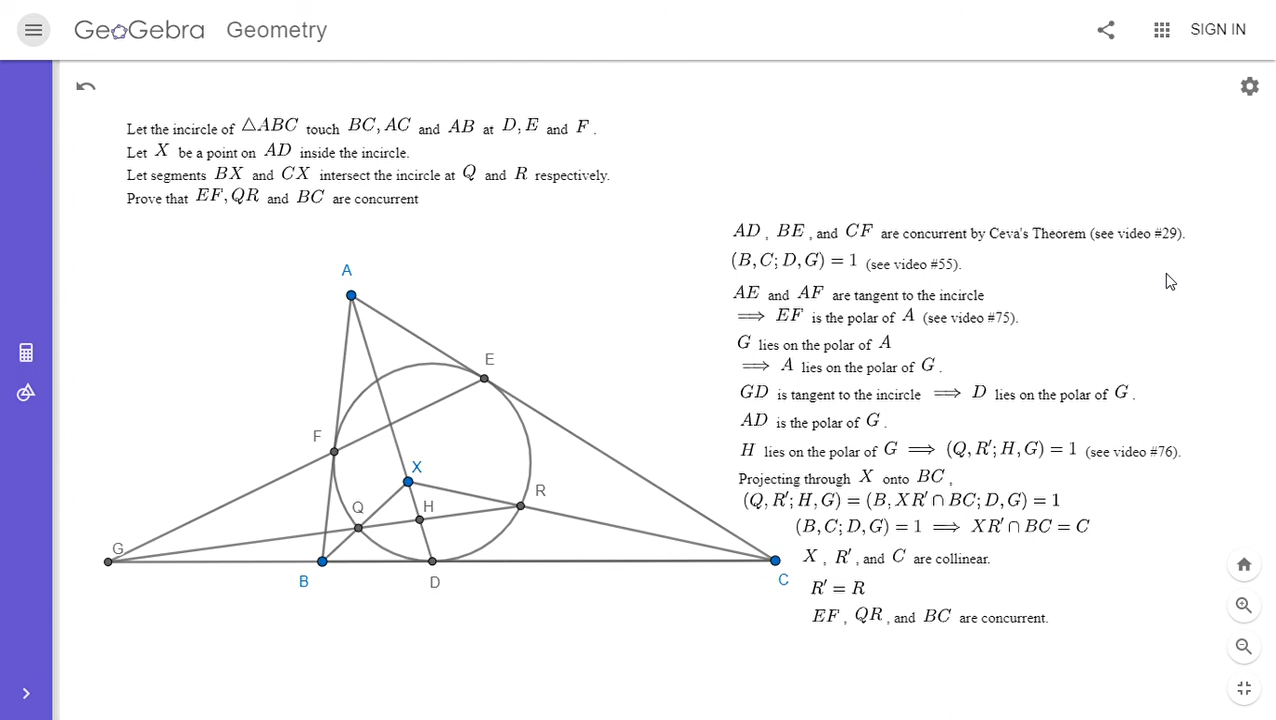 GeoGebra Geometry SIGN IN
Let the incircle of △ABC touch BC, AC and AB at D, E and F .
Let X be a point on AD inside the incircle.
Let segments BX and CX intersect the incircle at Q and R respectively.
Prove that EF, QR and BC are concurrent
AD , BE , and CF are concurrent by Ceva's Theorem (see video #29).
(B, C; D, G) = 1 (see video #55).
AE and AF are tangent to the incircle
⟹ EF is the polar of A (see video #75).
G lies on the polar of A
⟹ A lies on the polar of G .
GD is tangent to the incircle ⟹ D lies on the polar of G .
AD is the polar of G .
H lies on the polar of G ⟹ (Q, R′; H, G) = 1 (see video #76).
Projecting through X onto BC ,
(Q, R′; H, G) = (B, XR′ ∩ BC; D, G) = 1
(B, C; D, G) = 1 ⟹ XR′ ∩ BC = C
X , R′ , and C are collinear.
R′ = R
EF , QR , and BC are concurrent.
A
E
F
X
R
Q
H
G
B
D
C